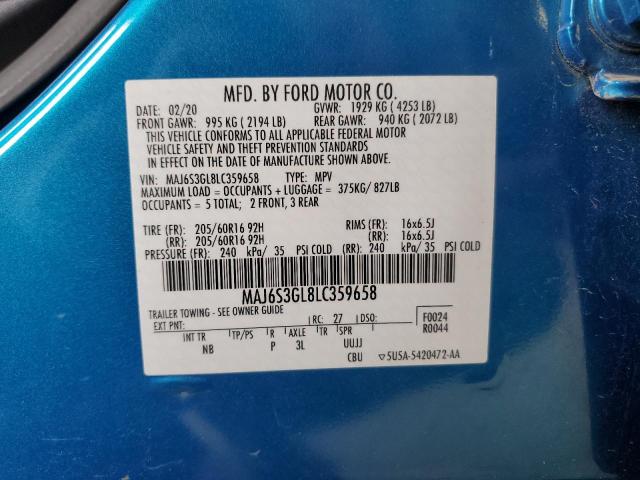 MFD. BY FORD MOTOR CO.
DATE: 02/20 GVWR: 1929 KG ( 4253 LB)
FRONT GAWR: 995 KG ( 2194 LB) REAR GAWR: 940 KG ( 2072 LB)
THIS VEHICLE CONFORMS TO ALL APPLICABLE FEDERAL MOTOR
VEHICLE SAFETY AND THEFT PREVENTION STANDARDS
IN EFFECT ON THE DATE OF MANUFACTURE SHOWN ABOVE.
VIN: MAJ6S3GL8LC359658 TYPE: MPV
MAXIMUM LOAD = OCCUPANTS + LUGGAGE = 375KG/ 827LB
OCCUPANTS = 5 TOTAL; 2 FRONT, 3 REAR
TIRE (FR): 205/60R16 92H RIMS (FR): 16x6.5J
(RR): 205/60R16 92H (RR): 16x6.5J
PRESSURE (FR): 240 kPa/ 35 PSI COLD (RR): 240 kPa/ 35 PSI COLD
MAJ6S3GL8LC359658
TRAILER TOWING - SEE OWNER GUIDE
EXT PNT: RC: 27 DSO: F0024
R0044
INT TR TP/PS R AXLE TR SPR
NB P 3L UUJJ
CBU ▽5U5A-5420472-AA